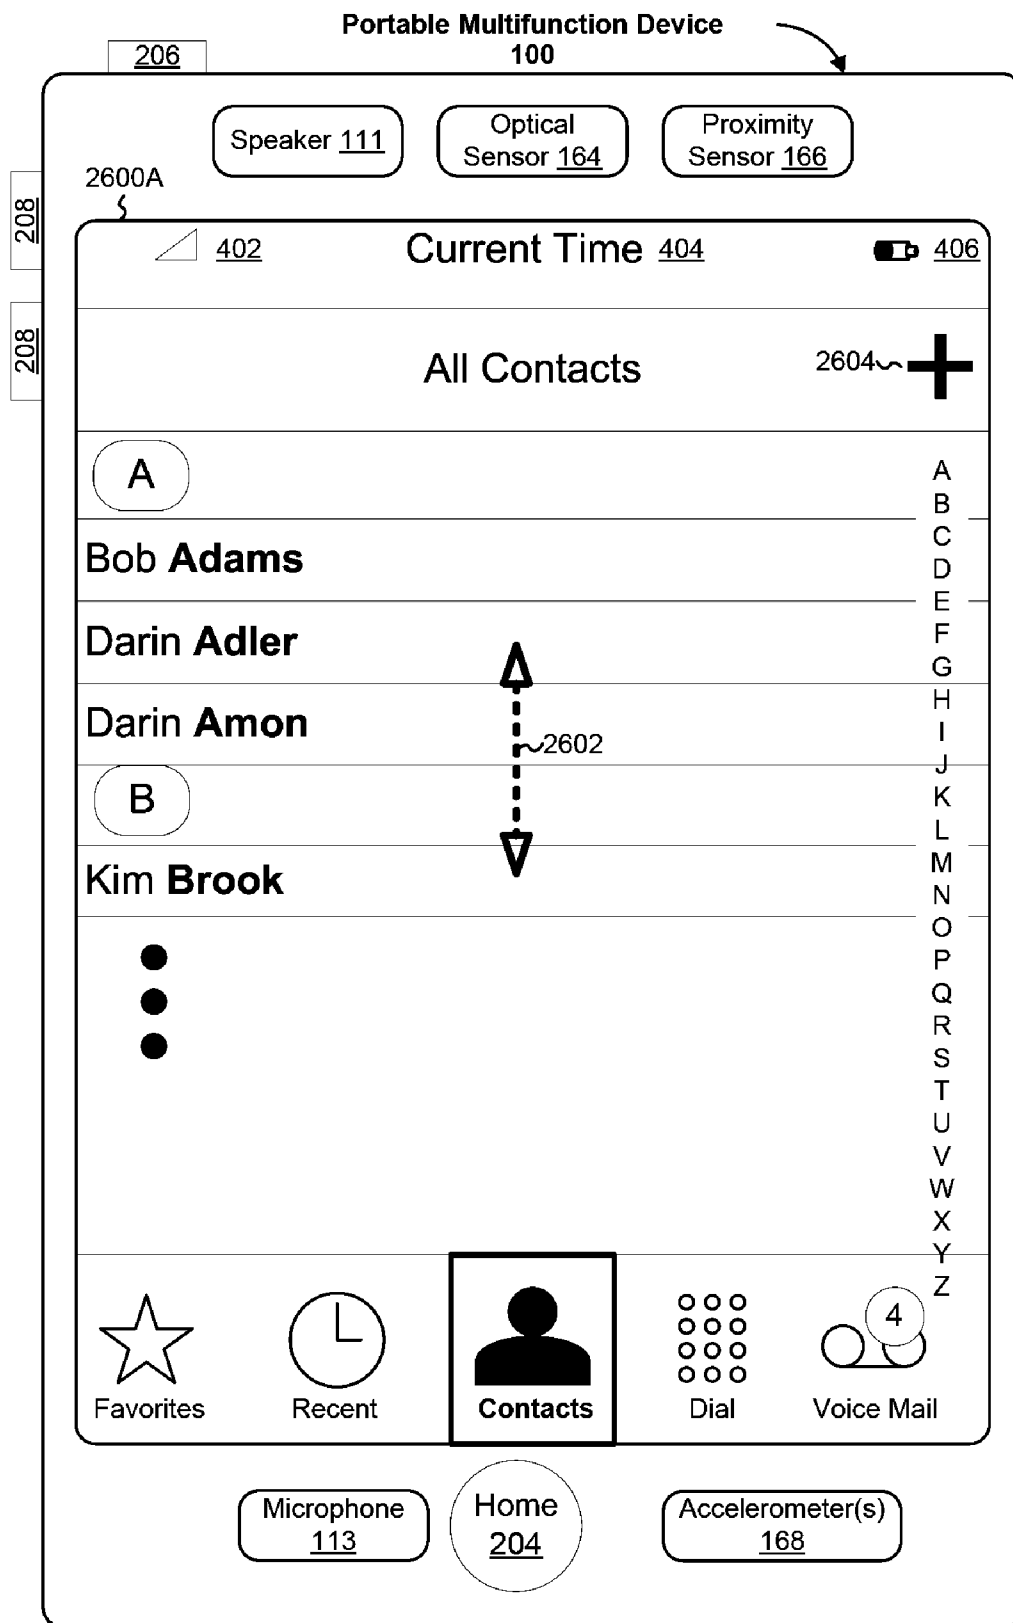 Portable Multifunction Device
100
206
Speaker 111
Optical
Sensor 164
Proximity
Sensor 166
2600A
208
208
402
Current Time 404
406
All Contacts
2604
A
Bob Adams
Darin Adler
Darin Amon
2602
B
Kim Brook
A
B
C
D
E
F
G
H
I
J
K
L
M
N
O
P
Q
R
S
T
U
V
W
X
Y
Z
4
Favorites
Recent
Contacts
Dial
Voice Mail
Microphone
113
Home
204
Accelerometer(s)
168